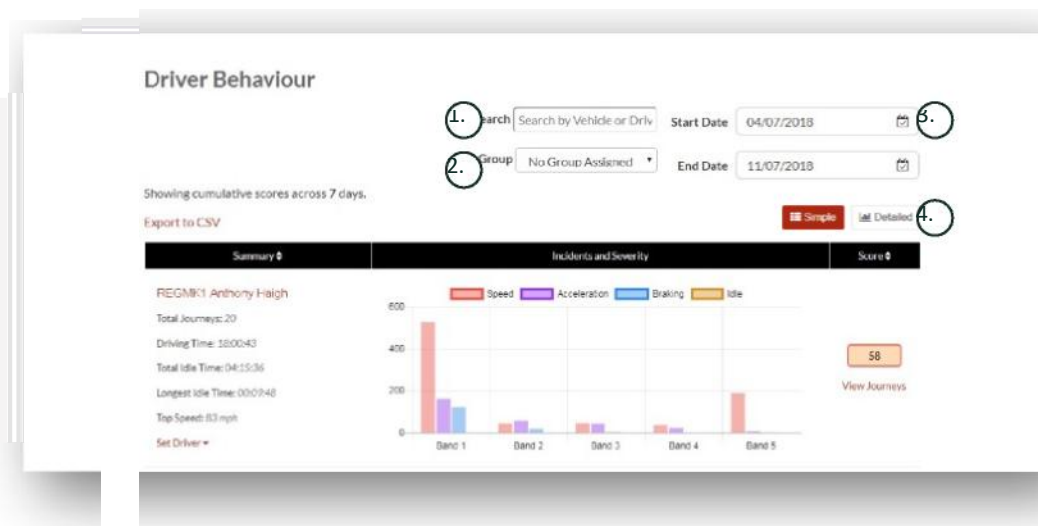 Driver Behaviour
1. earch Search by Vehicle or Driv Start Date 04/07/2018 3.
2. Group No Group Assigned End Date 11/07/2018
Showing cumulative scores across 7 days.
Export to CSV
Simple Detailed 4.
Summary Incidents and Severity Score
REGMK1 Anthony Haigh
Speed Acceleration Braking Idle
Total Journeys: 20
Driving Time: 18:00:43
Total Idle Time: 04:15:36
Longest Idle Time: 00:09:48
Top Speed: 83 mph
Set Driver
600
400
200
0
Band 1 Band 2 Band 3 Band 4 Band 5
58
View Journeys